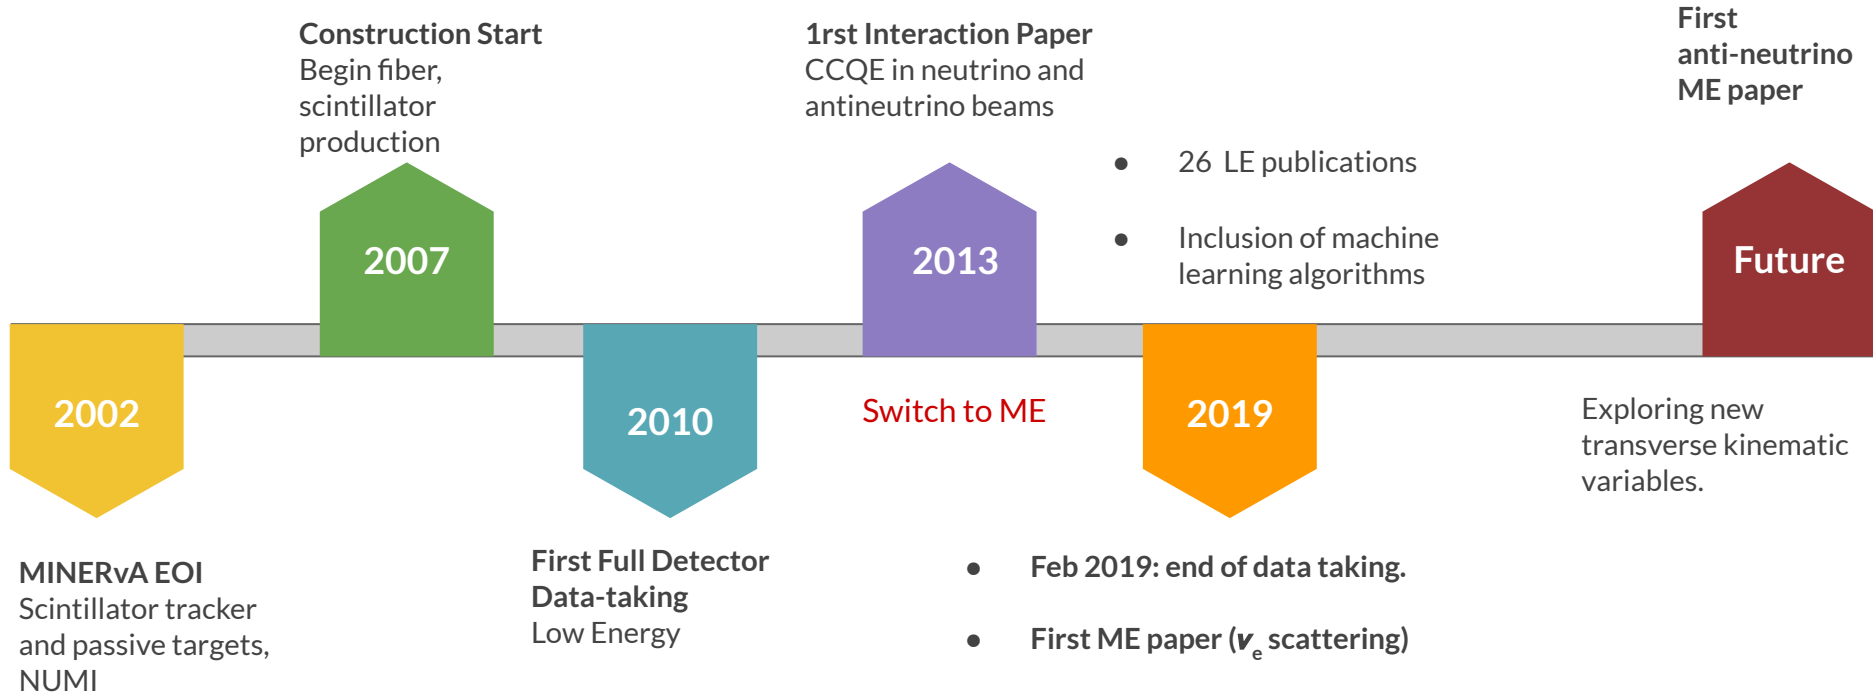 Construction Start
Begin fiber,
scintillator
production
1rst Interaction Paper
CCQE in neutrino and
antineutrino beams
First
anti-neutrino
ME paper
● 26 LE publications
● Inclusion of machine
learning algorithms
2007
2013
Future
2002
2010
Switch to ME
2019
Exploring new
transverse kinematic
variables.
MINERvA EOI
Scintillator tracker
and passive targets,
NUMI
First Full Detector
Data-taking
Low Energy
● Feb 2019: end of data taking.
● First ME paper (νe scattering)